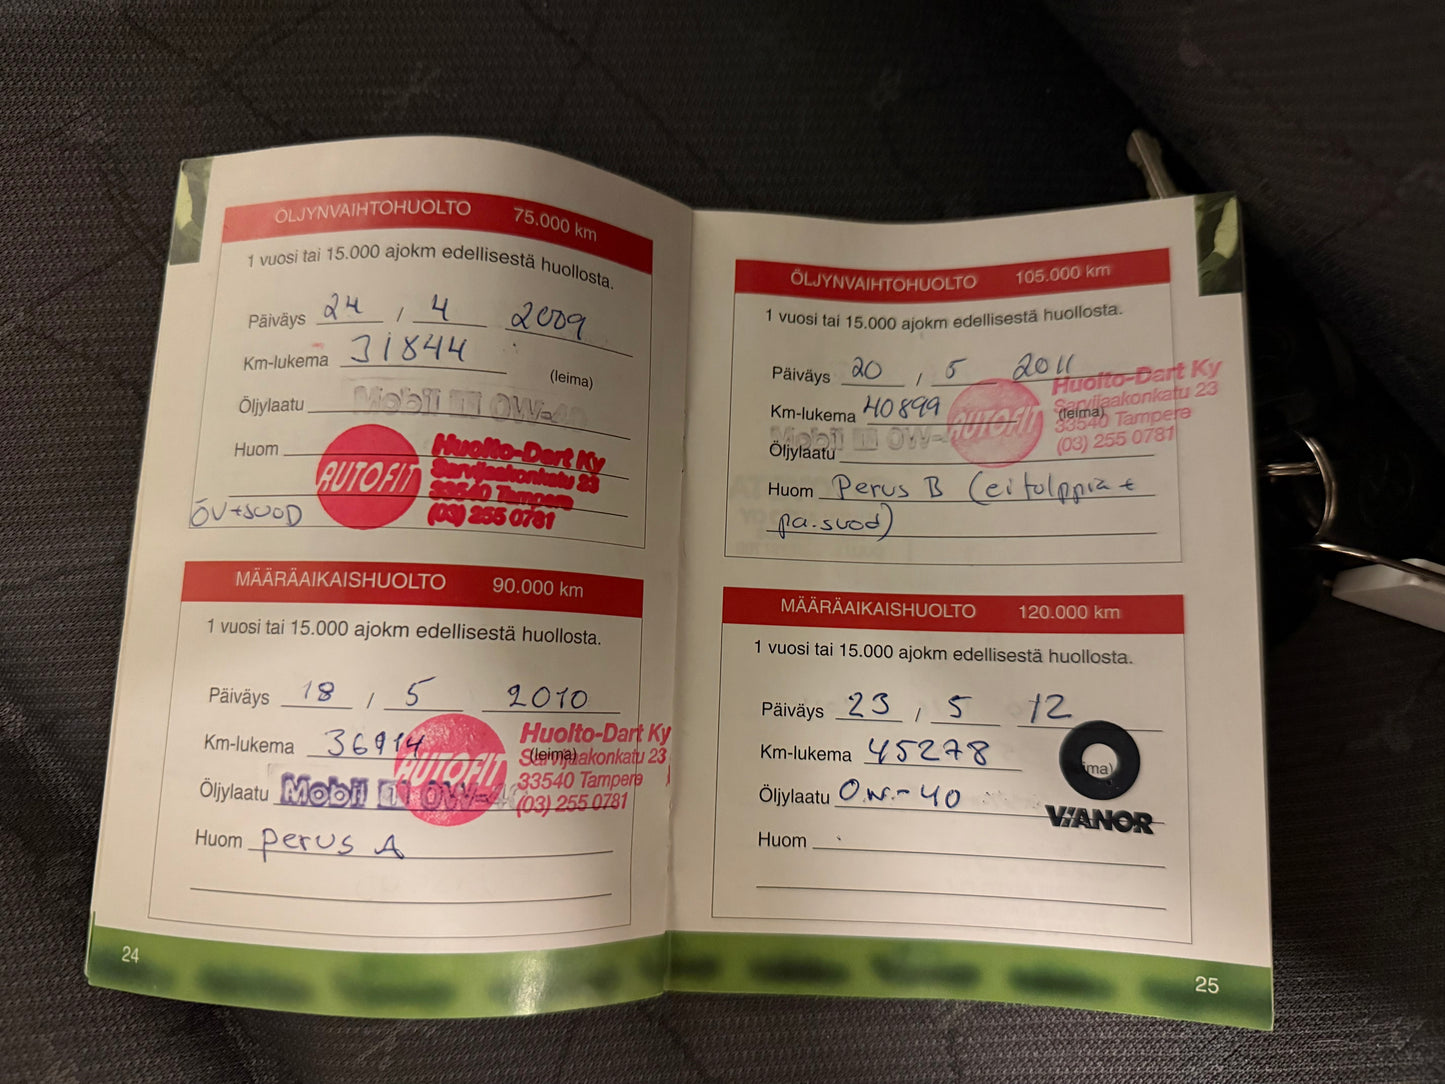 ÖLJYNVAIHTOHUOLTO 75.000 km
1 vuosi tai 15.000 ajokm edellisestä huollosta.
Päiväys 24 / 4 2009
Km-lukema 31844
(leima)
Öljylaatu Mobil 1 0W-40
Huom
AUTOFIT
Huolto-Dart Ky
Sarvijaakonkatu 23
33540 Tampere
(03) 255 0781
ÖV+SUOD
MÄÄRÄAIKAISHUOLTO 90.000 km
1 vuosi tai 15.000 ajokm edellisestä huollosta.
Päiväys 18 / 5 2010
Km-lukema 36914
(leima)
AUTOFIT
Huolto-Dart Ky
Sarvijaakonkatu 23
33540 Tampere
(03) 255 0781
Öljylaatu Mobil 1 0W-40
Huom perus A
24
ÖLJYNVAIHTOHUOLTO 105.000 km
1 vuosi tai 15.000 ajokm edellisestä huollosta.
Päiväys 20 / 5 2011
Km-lukema 40899
(leima)
AUTOFIT
Huolto-Dart Ky
Sarvijaakonkatu 23
33540 Tampere
(03) 255 0781
Öljylaatu Mobil 1 0W-4
Huom Perus B (ei tulppia +
pa.suod)
MÄÄRÄAIKAISHUOLTO 120.000 km
1 vuosi tai 15.000 ajokm edellisestä huollosta.
Päiväys 23 / 5 12
Km-lukema 45278
ima)
Öljylaatu 0.w.-40
VIANOR
Huom
25